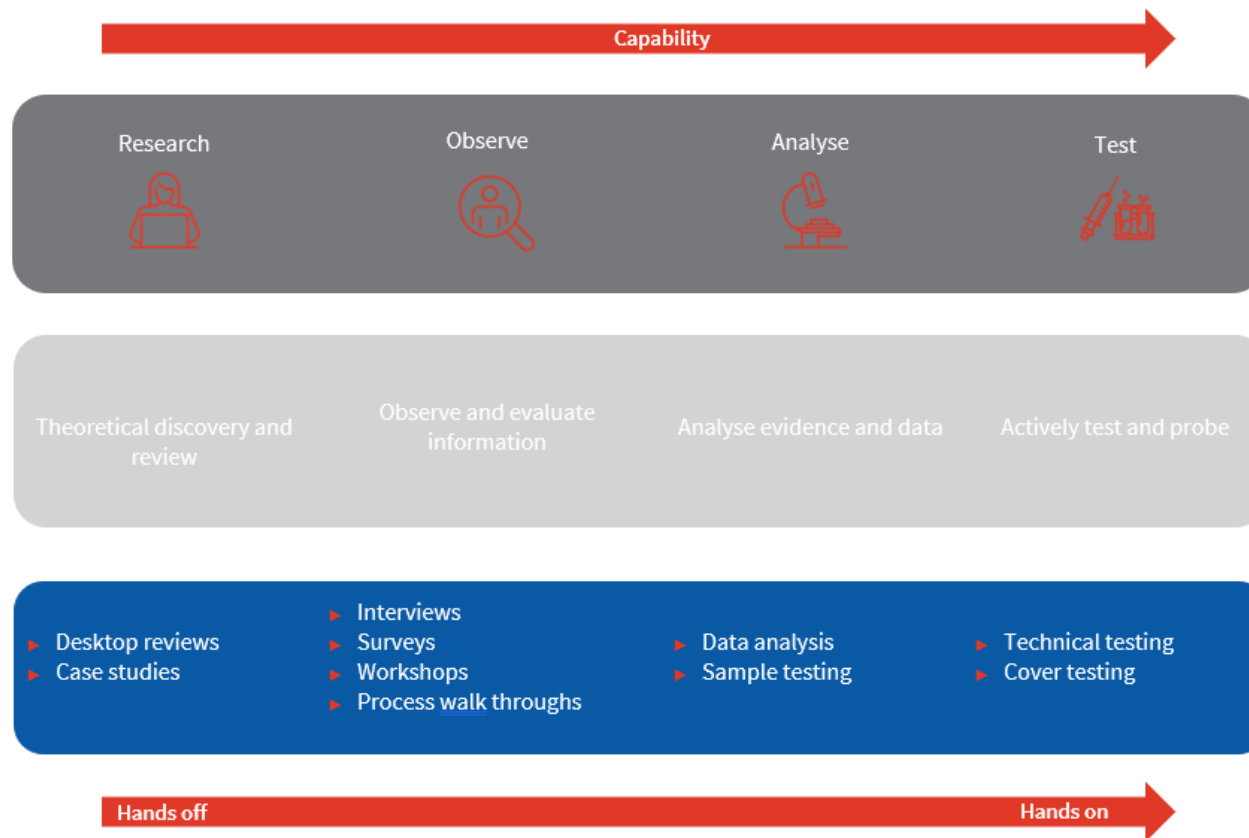 Capability
Research
Observe
Analyse
Test
Theoretical discovery and
review
Observe and evaluate
information
Analyse evidence and data
Actively test and probe
Desktop reviews
Case studies
Interviews
Surveys
Workshops
Process walk throughs
Data analysis
Sample testing
Technical testing
Cover testing
Hands off
Hands on